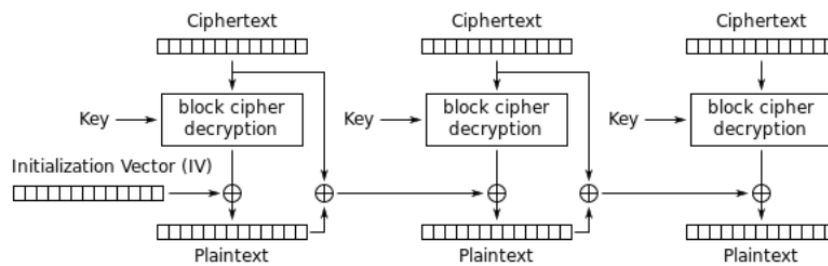 Ciphertext Ciphertext Ciphertext
Key block cipher decryption Key block cipher decryption Key block cipher decryption
Initialization Vector (IV)
Plaintext Plaintext Plaintext